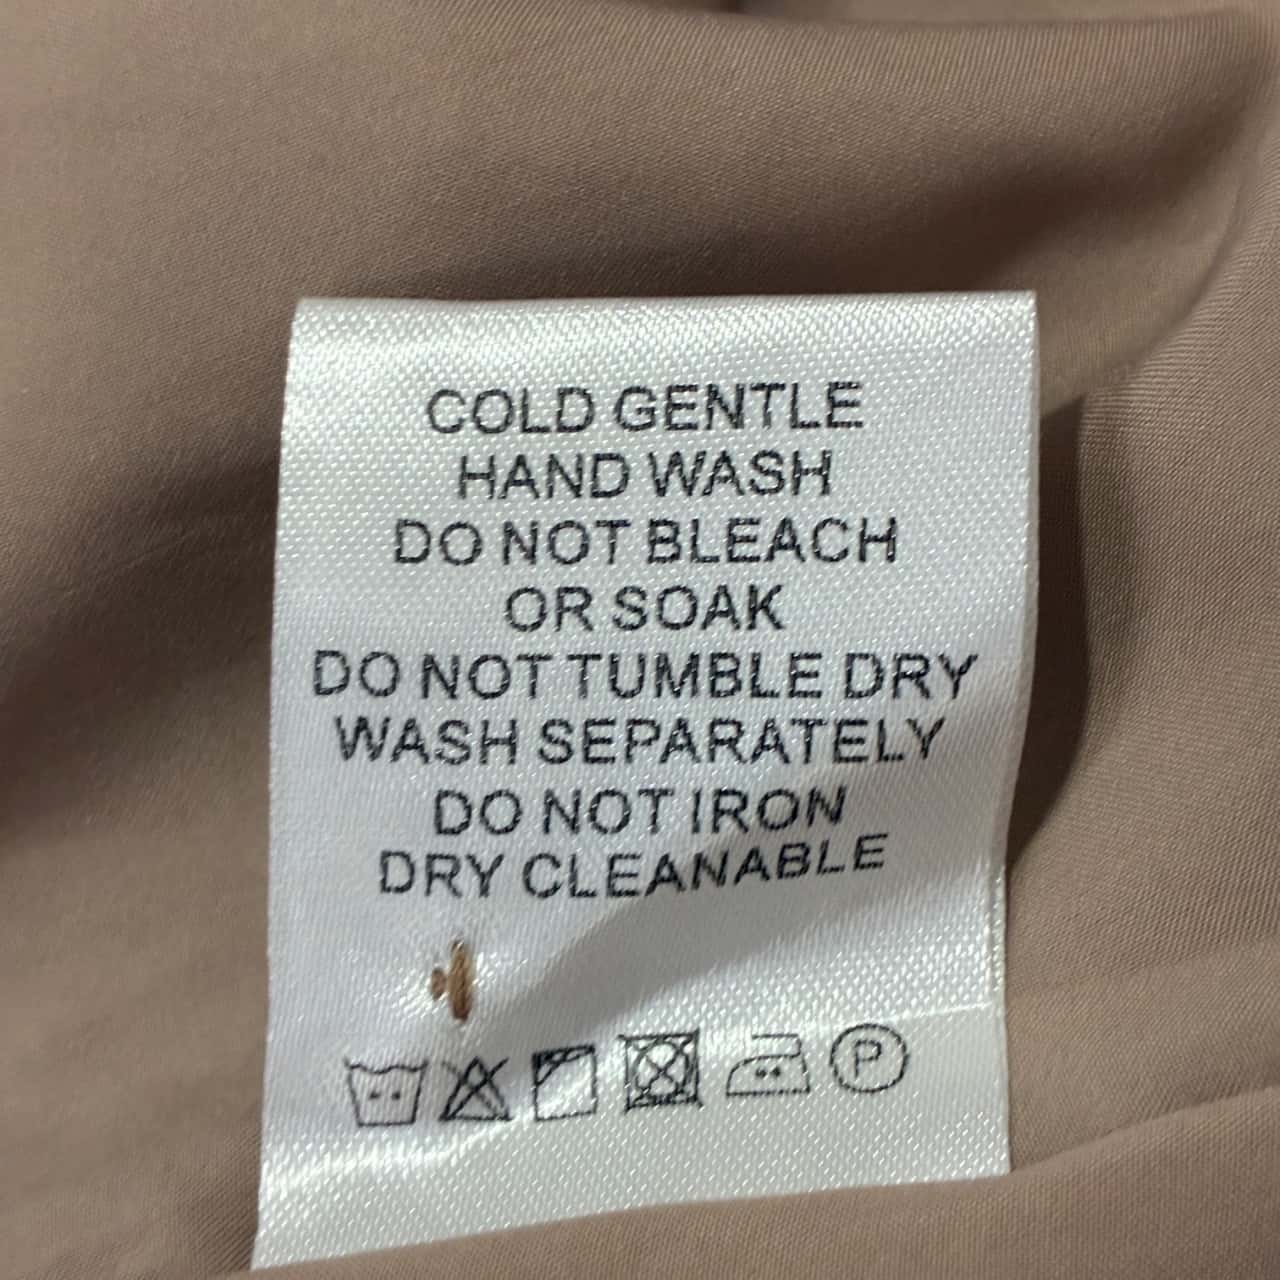 COLD GENTLE
HAND WASH
DO NOT BLEACH
OR SOAK
DO NOT TUMBLE DRY
WASH SEPARATELY
DO NOT IRON
DRY CLEANABLE
P